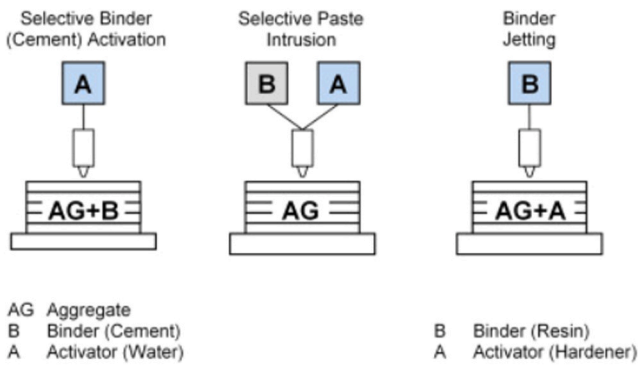 Selective Binder
(Cement) Activation
Selective Paste
Intrusion
Binder
Jetting
A
B
A
B
AG+B
AG
AG+A
AG Aggregate
B Binder (Cement)
A Activator (Water)
B Binder (Resin)
A Activator (Hardener)